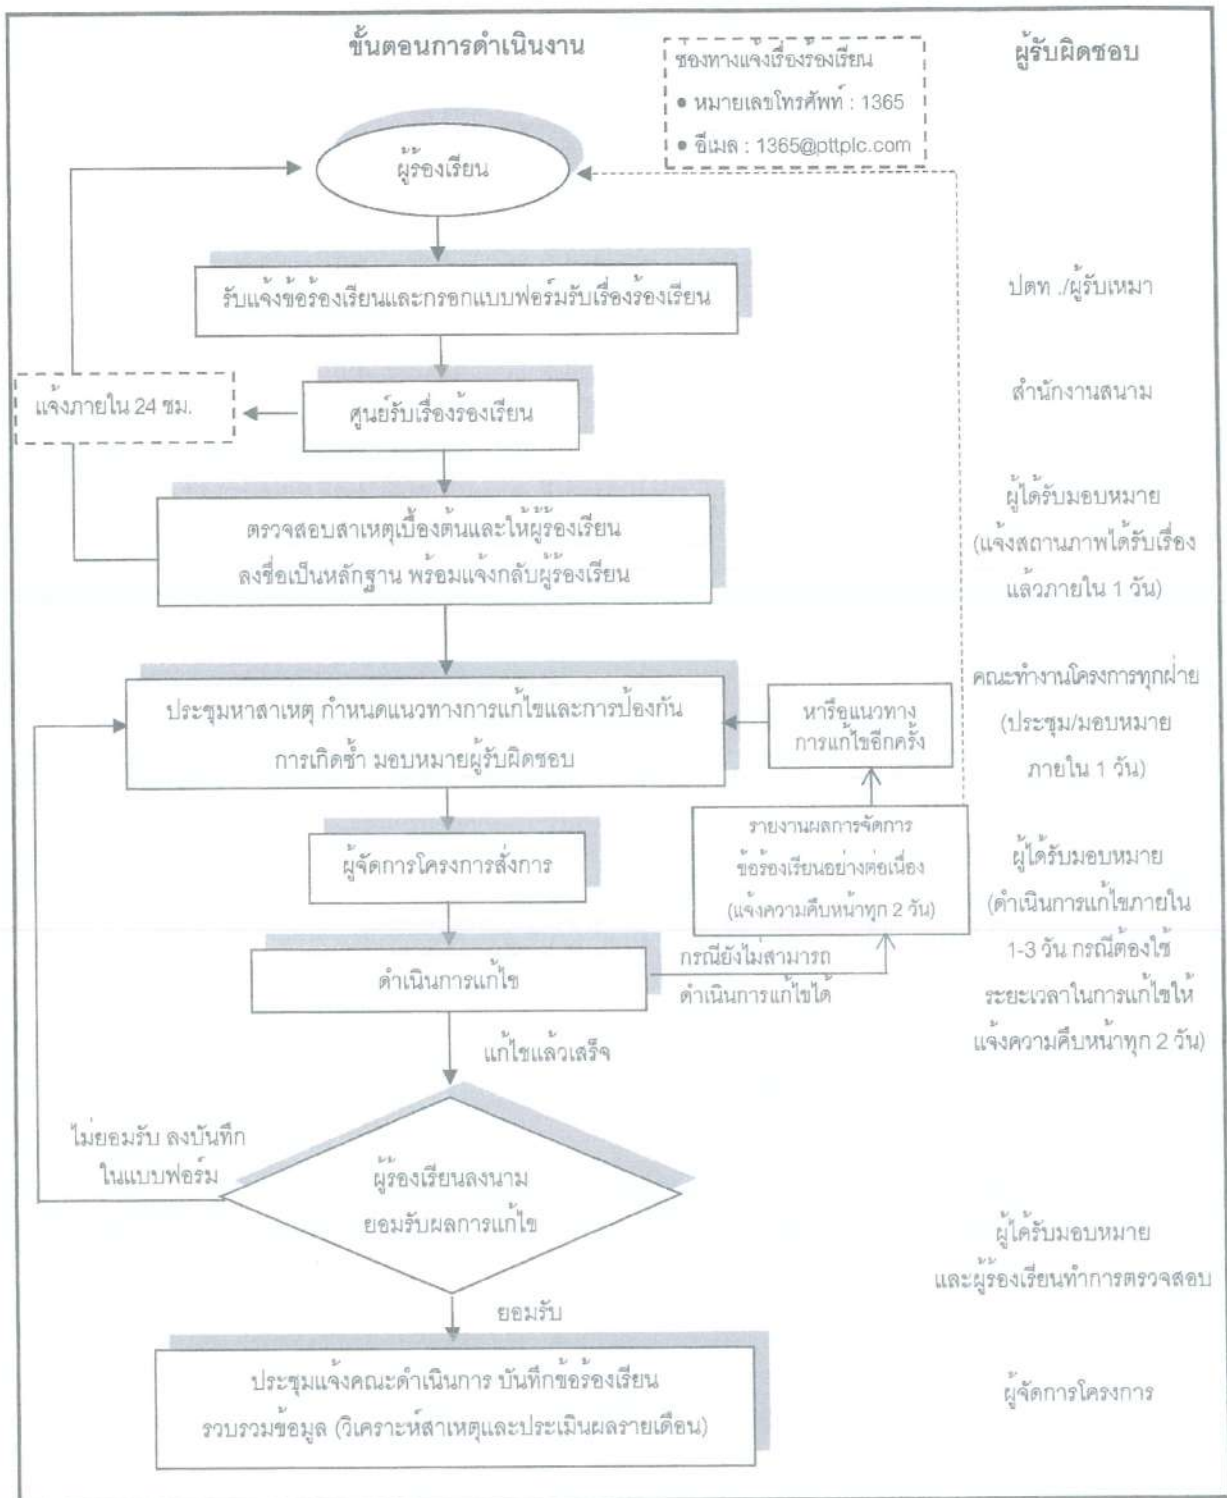 ขั้นตอนการดำเนินงาน
ผู้รับผิดชอบ
ช่องทางแจ้งเรื่องร้องเรียน
• หมายเลขโทรศัพท์ : 1365
• อีเมล : 1365@pttplc.com
ผู้ร้องเรียน
รับแจ้งข้อร้องเรียนและกรอกแบบฟอร์มรับเรื่องร้องเรียน
ปตท ./ผู้รับเหมา
แจ้งภายใน 24 ชม.
ศูนย์รับเรื่องร้องเรียน
สำนักงานสนาม
ตรวจสอบสาเหตุเบื้องต้นและให้ผู้ร้องเรียน
ลงชื่อเป็นหลักฐาน พร้อมแจ้งกลับผู้ร้องเรียน
ผู้ได้รับมอบหมาย
(แจ้งสถานภาพได้รับเรื่อง
แล้วภายใน 1 วัน)
ประชุมหาสาเหตุ กำหนดแนวทางการแก้ไขและการป้องกัน
การเกิดซ้ำ มอบหมายผู้รับผิดชอบ
หารือแนวทาง
การแก้ไขอีกครั้ง
คณะทำงานโครงการทุกฝ่าย
(ประชุม/มอบหมาย
ภายใน 1 วัน)
ผู้จัดการโครงการสั่งการ
รายงานผลการจัดการ
ข้อร้องเรียนอย่างต่อเนื่อง
(แจ้งความคืบหน้าทุก 2 วัน)
ดำเนินการแก้ไข
กรณียังไม่สามารถ
ดำเนินการแก้ไขได้
ผู้ได้รับมอบหมาย
(ดำเนินการแก้ไขภายใน
1-3 วัน กรณีต้องใช้
ระยะเวลาในการแก้ไขให้
แจ้งความคืบหน้าทุก 2 วัน)
แก้ไขแล้วเสร็จ
ไม่ยอมรับ ลงบันทึก
ในแบบฟอร์ม
ผู้ร้องเรียนลงนาม
ยอมรับผลการแก้ไข
ผู้ได้รับมอบหมาย
และผู้ร้องเรียนทำการตรวจสอบ
ยอมรับ
ประชุมแจ้งคณะดำเนินการ บันทึกข้อร้องเรียน
รวบรวมข้อมูล (วิเคราะห์สาเหตุและประเมินผลรายเดือน)
ผู้จัดการโครงการ